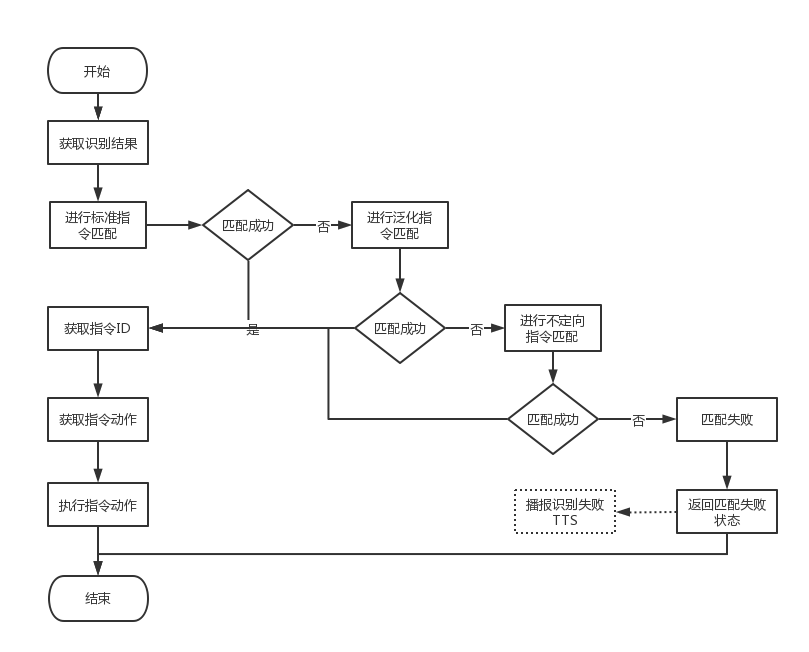 开始
获取识别结果
进行标准指
令匹配
匹配成功
否
进行泛化指
令匹配
获取指令ID
是
匹配成功
否
进行不定向
指令匹配
获取指令动作
匹配成功
否
匹配失败
执行指令动作
播报识别失败
TTS
返回匹配失败
状态
结束